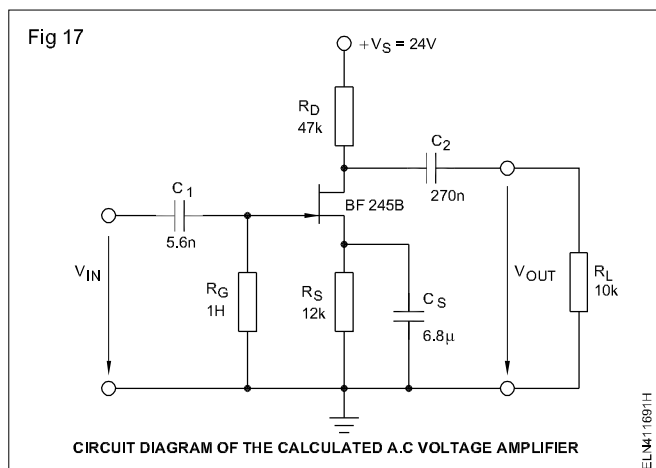 Fig 17
+VS = 24V
RD
47k
C2
270n
BF 245B
C1
5.6n
VIN
RG
1H
RS
12k
CS
6.8μ
VOUT
RL
10k
CIRCUIT DIAGRAM OF THE CALCULATED A.C VOLTAGE AMPLIFIER
ELN411691H